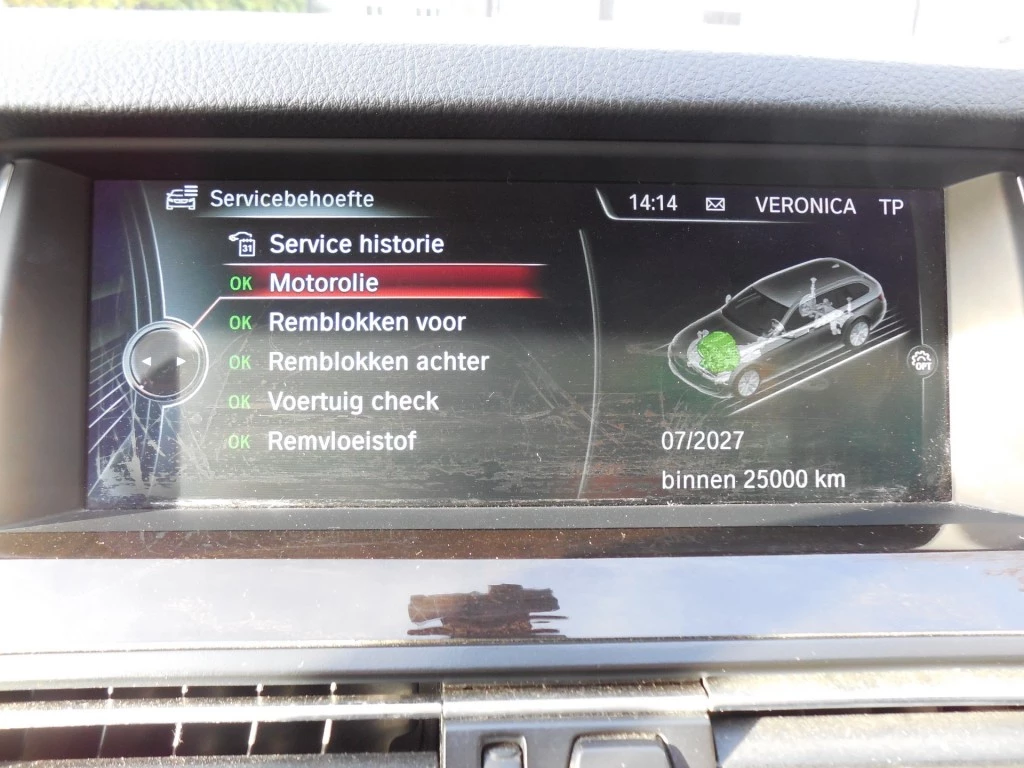 Servicebehoefte
14:14 VERONICA TP
31 Service historie
OK Motorolie
OK Remblokken voor
OK Remblokken achter
OK Voertuig check
OK Remvloeistof
OPT
07/2027
binnen 25000 km